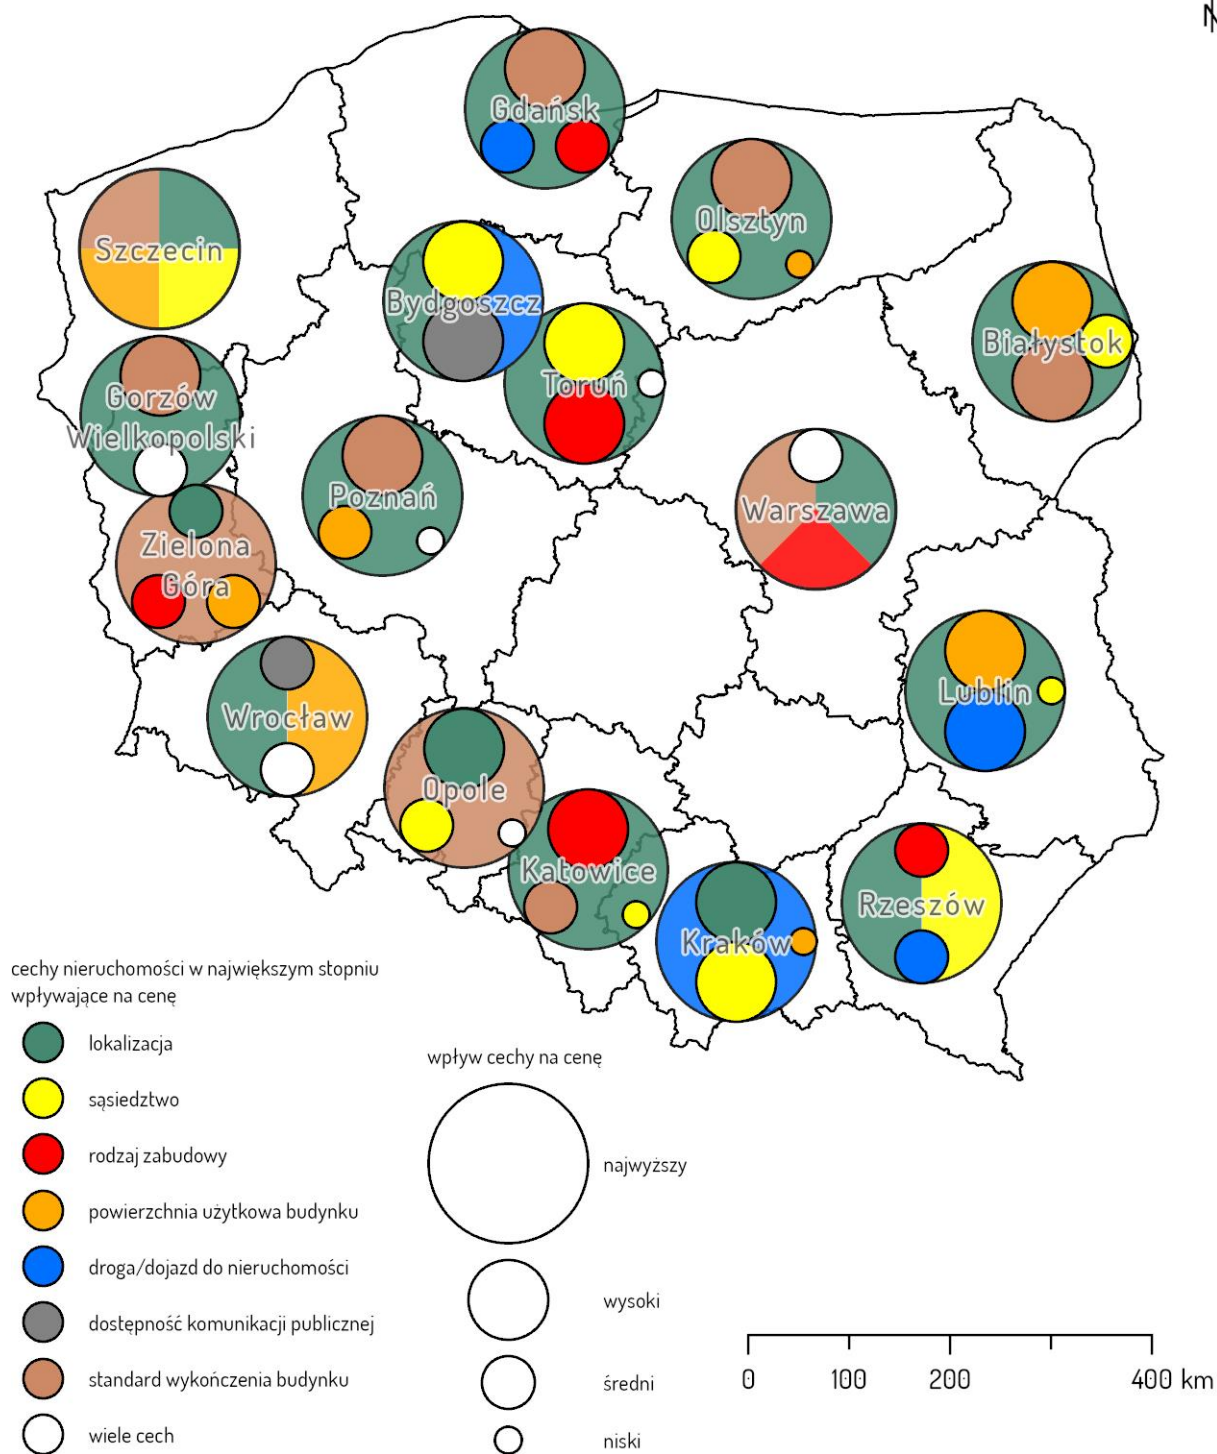 N
Gdańsk
Olsztyn
Szczecin
Bydgoszcz
Białystok
Toruń
Gorzów
Wielkopolski
Poznań
Warszawa
Zielona
Góra
Lublin
Wrocław
Opole
Katowice
Rzeszów
Kraków
cechy nieruchomości w największym stopniu
wpływające na cenę
lokalizacja
sąsiedztwo
rodzaj zabudowy
powierzchnia użytkowa budynku
droga/dojazd do nieruchomości
dostępność komunikacji publicznej
standard wykończenia budynku
wiele cech
wpływ cechy na cenę
najwyższy
wysoki
średni
niski
0 100 200 400 km